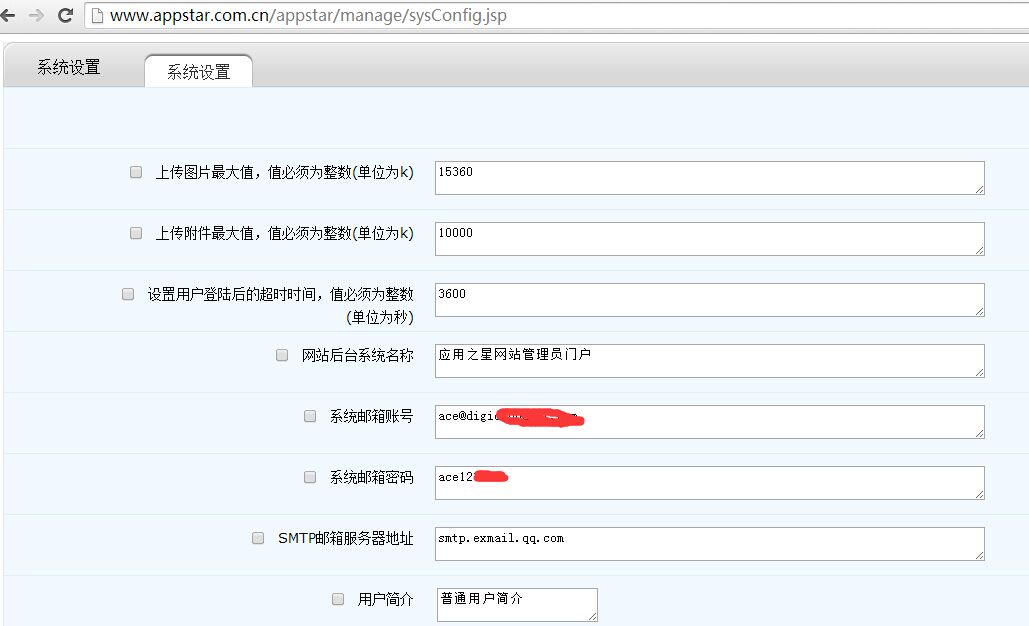 www.appstar.com.cn/appstar/manage/sysConfig.jsp
系统设置 系统设置
上传图片最大值，值必须为整数(单位为k) 15360
上传附件最大值，值必须为整数(单位为k) 10000
设置用户登陆后的超时时间，值必须为整数 3600
(单位为秒)
网站后台系统名称 应用之星网站管理员门户
系统邮箱账号 ace@digi
系统邮箱密码 ace12
SMTP邮箱服务器地址 smtp.exmail.qq.com
用户简介 普通用户简介